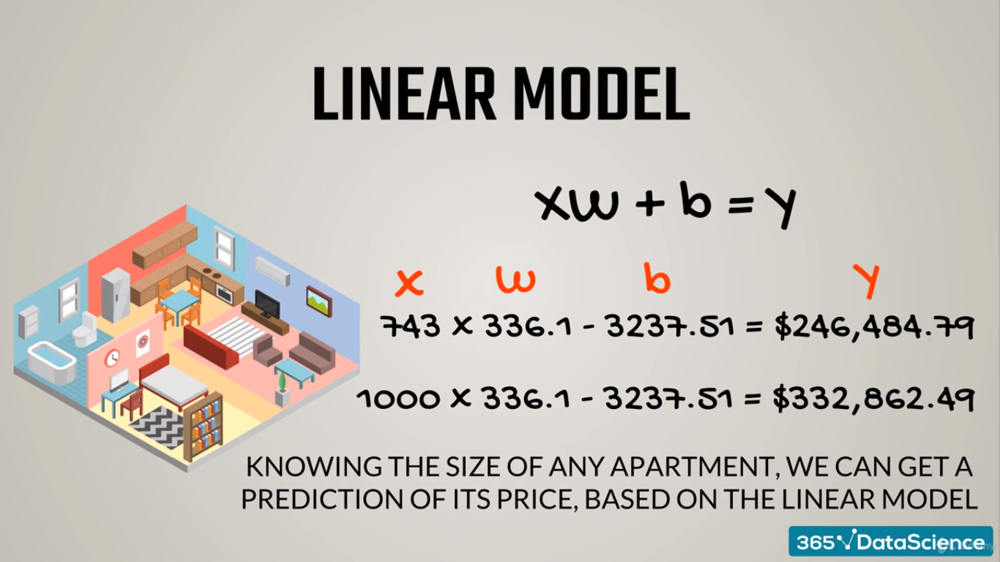 LINEAR MODEL
xw + b = y
x w b y
743 x 336.1 - 3237.51 = $246,484.79
1000 x 336.1 - 3237.51 = $332,862.49
KNOWING THE SIZE OF ANY APARTMENT, WE CAN GET A
PREDICTION OF ITS PRICE, BASED ON THE LINEAR MODEL
365 DataScience